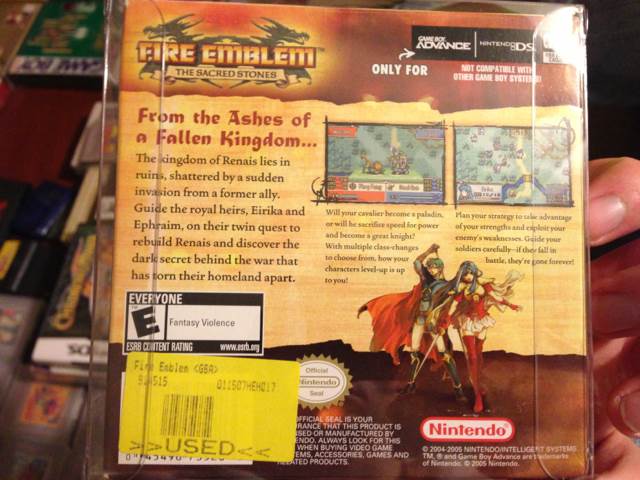 FIRE EMBLEM™
THE SACRED STONES
GAME BOY
ADVANCE
NINTENDO DS
ONLY FOR
NOT COMPATIBLE WITH
OTHER GAME BOY SYSTEMS
From the Ashes of
a Fallen Kingdom...
The kingdom of Renais lies in
ruins, shattered by a sudden
invasion from a former ally.
Guide the royal heirs, Eirika and
Ephraim, on their twin quest to
rebuild Renais and discover the
dark secret behind the war that
has torn their homeland apart.
Will your cavalier become a paladin,
or will he sacrifice speed for power
and become a great knight?
With multiple class-changes
to choose from, how your
characters level-up is up
to you!
Plan your strategy to take advantage
of your strengths and exploit your
enemy's weaknesses. Guide your
soldiers carefully—if they fall in
battle, they're gone forever!
EVERYONE
E
Fantasy Violence
ESRB CONTENT RATING www.esrb.org
Fire Emblem <GBA>
011507HEH017
>>USED<<
Official
Nintendo
Seal
OFFICIAL SEAL IS YOUR
THAT THIS PRODUCT IS
OR MANUFACTURED BY
ALWAYS LOOK FOR THIS
WHEN BUYING VIDEO GAME
ACCESSORIES, GAMES AND
RELATED PRODUCTS.
Nintendo
© 2004-2005 NINTENDO/INTELLIGENT SYSTEMS.
TM, ® and Game Boy Advance are trademarks
of Nintendo. © 2005 Nintendo.
GAME BOY